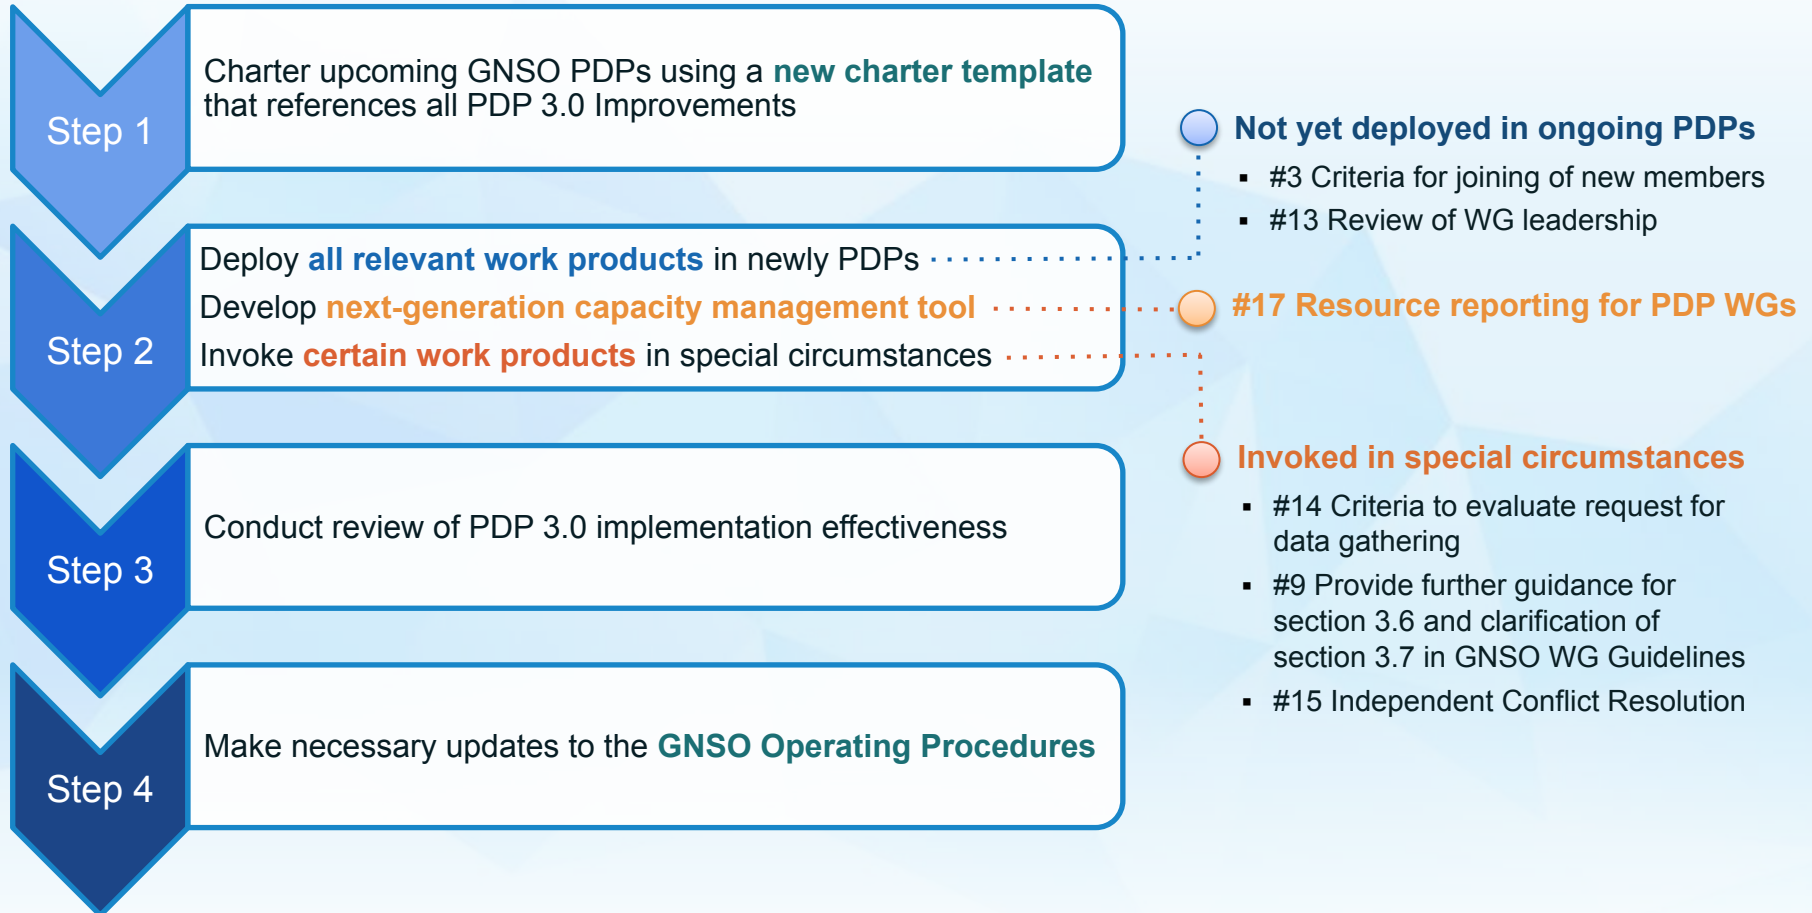 Step 1
Charter upcoming GNSO PDPs using a new charter template
that references all PDP 3.0 Improvements
Step 2
Deploy all relevant work products in newly PDPs
Develop next-generation capacity management tool
Invoke certain work products in special circumstances
Step 3
Conduct review of PDP 3.0 implementation effectiveness
Step 4
Make necessary updates to the GNSO Operating Procedures
Not yet deployed in ongoing PDPs
▪ #3 Criteria for joining of new members
▪ #13 Review of WG leadership
#17 Resource reporting for PDP WGs
Invoked in special circumstances
▪ #14 Criteria to evaluate request for
data gathering
▪ #9 Provide further guidance for
section 3.6 and clarification of
section 3.7 in GNSO WG Guidelines
▪ #15 Independent Conflict Resolution